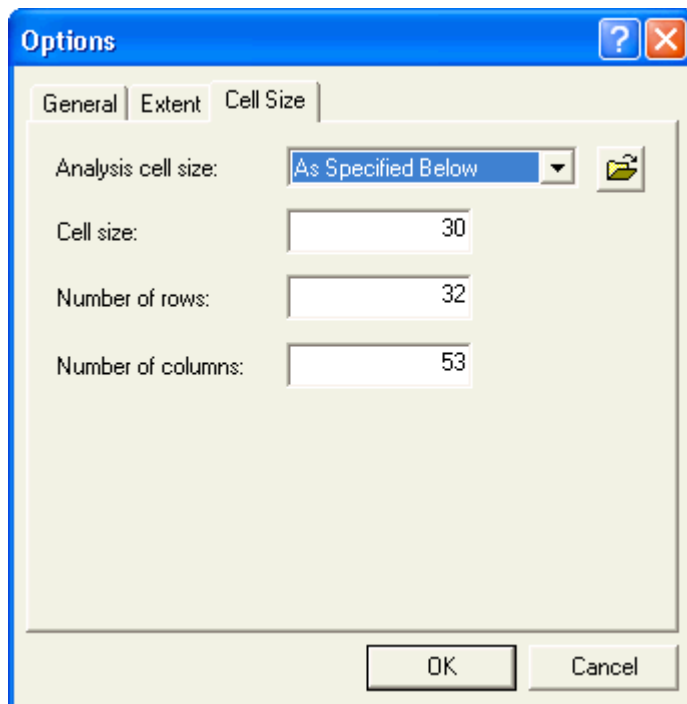 Options
General Extent Cell Size
Analysis cell size: As Specified Below
Cell size: 30
Number of rows: 32
Number of columns: 53
OK Cancel